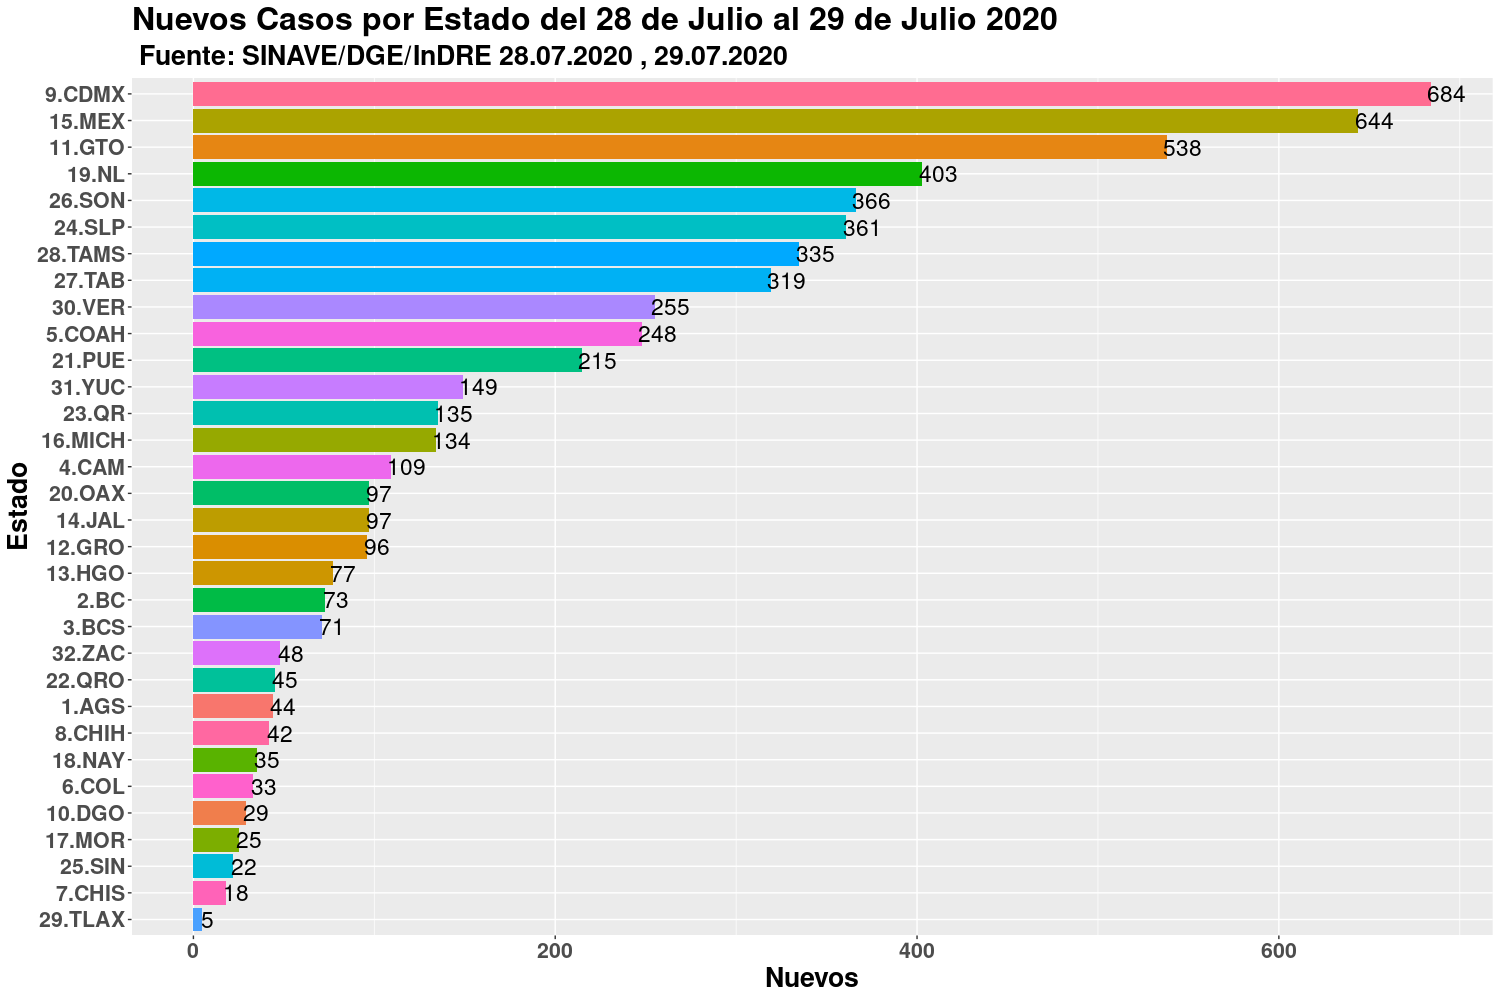 Nuevos Casos por Estado del 28 de Julio al 29 de Julio 2020
Fuente: SINAVE/DGE/InDRE 28.07.2020 , 29.07.2020
Estado
9.CDMX 684
15.MEX 644
11.GTO 538
19.NL 403
26.SON 366
24.SLP 361
28.TAMS 335
27.TAB 319
30.VER 255
5.COAH 248
21.PUE 215
31.YUC 149
23.QR 135
16.MICH 134
4.CAM 109
20.OAX 97
14.JAL 97
12.GRO 96
13.HGO 77
2.BC 73
3.BCS 71
32.ZAC 48
22.QRO 45
1.AGS 44
8.CHIH 42
18.NAY 35
6.COL 33
10.DGO 29
17.MOR 25
25.SIN 22
7.CHIS 18
29.TLAX 5
0 200 400 600
Nuevos